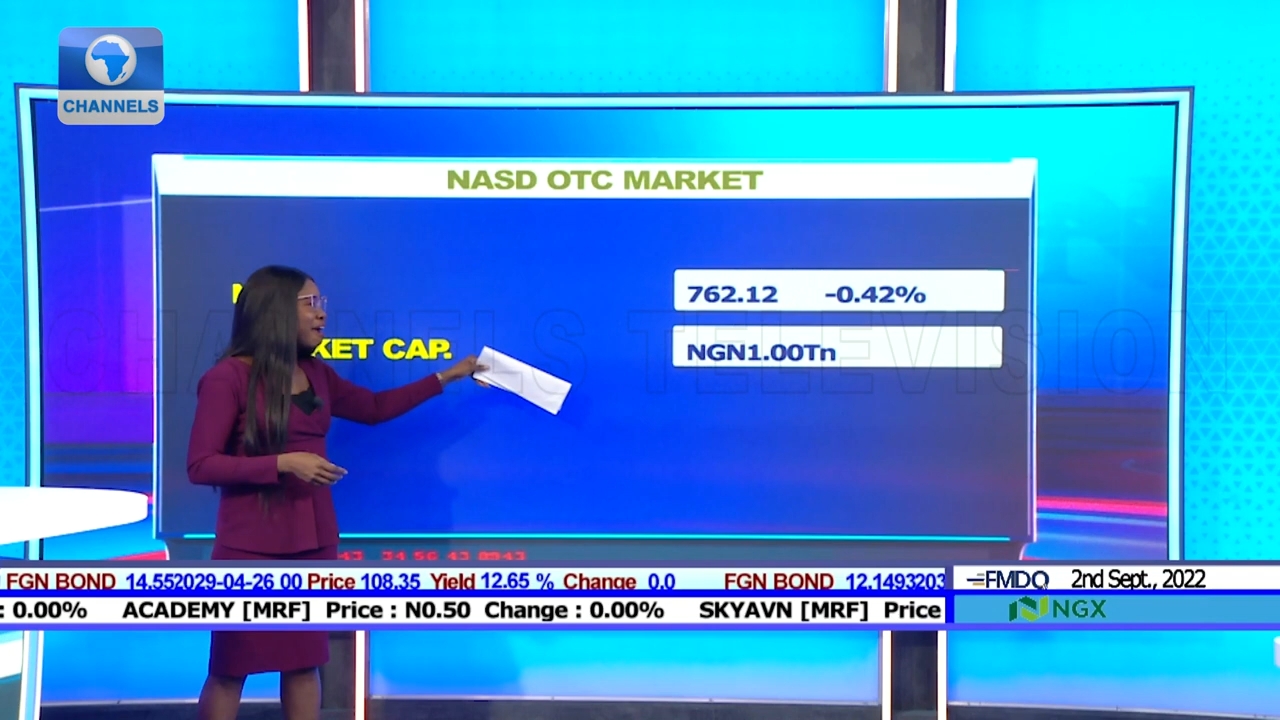 CHANNELS
NASD OTC MARKET
762.12 -0.42%
KET CAP.
NGN1.00Tn
CHANNELS TELEVISION
FGN BOND 14.552029-04-26 00 Price 108.35 Yield 12.65 % Change 0.0 FGN BOND 12.1493203
FMDQ 2nd Sept., 2022
: 0.00% ACADEMY [MRF] Price : N0.50 Change : 0.00% SKYAVN [MRF] Price
NGX